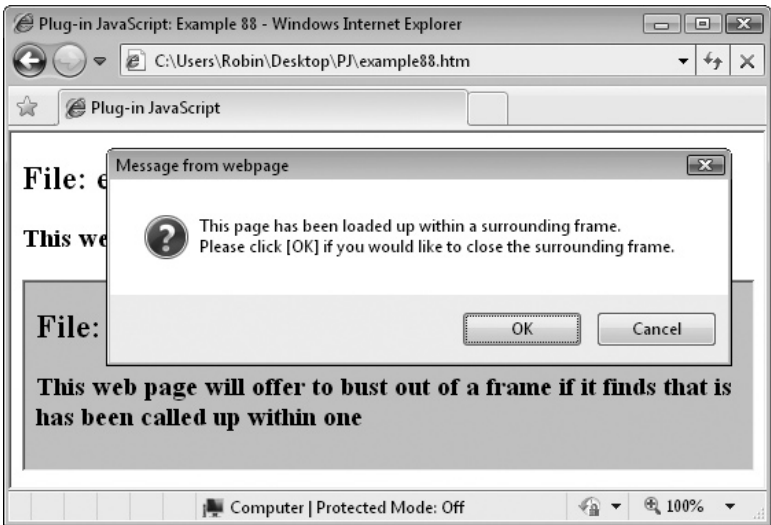 Plug-in JavaScript: Example 88 - Windows Internet Explorer
C:\Users\Robin\Desktop\PJ\example88.htm
Plug-in JavaScript
Message from webpage
File: e
This page has been loaded up within a surrounding frame.
Please click [OK] if you would like to close the surrounding frame.
This we
OK Cancel
File:
This web page will offer to bust out of a frame if it finds that is
has been called up within one
Computer | Protected Mode: Off 100%